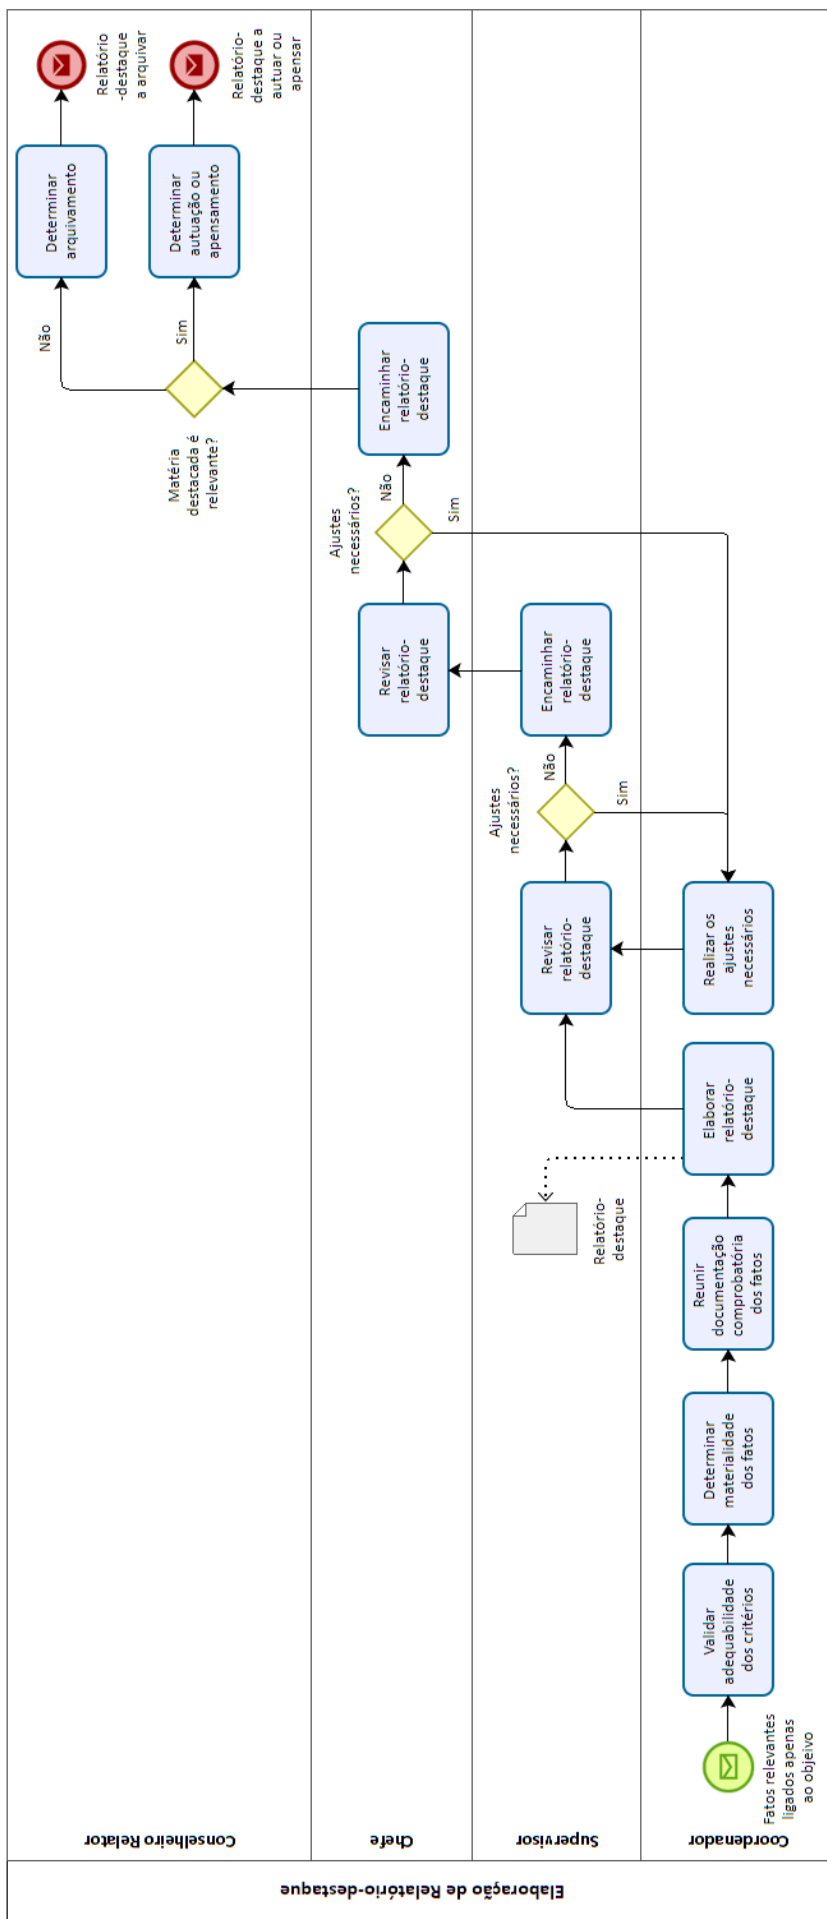 Elaboração de Relatório-destaque
Conselheiro Relator
Matéria
destacada é
relevante?
Não
Sim
Determinar
arquivamento
Determinar
autuação ou
apensamento
Relatório
-destaque
a arquivar
Relatório-
destaque a
autuar ou
apensar
Chefe
Revisar
relatório-
destaque
Ajustes
necessários?
Não
Sim
Encaminhar
relatório-
destaque
Supervisor
Relatório-
destaque
Revisar
relatório-
destaque
Ajustes
necessários?
Não
Sim
Encaminhar
relatório-
destaque
Coordenador
Fatos relevantes
ligados apenas
ao objeivo
Validar
adequabilidade
dos critérios
Determinar
materialidade
dos fatos
Reunir
documentação
comprobatória
dos fatos
Elaborar
relatório-
destaque
Realizar os
ajustes
necessários